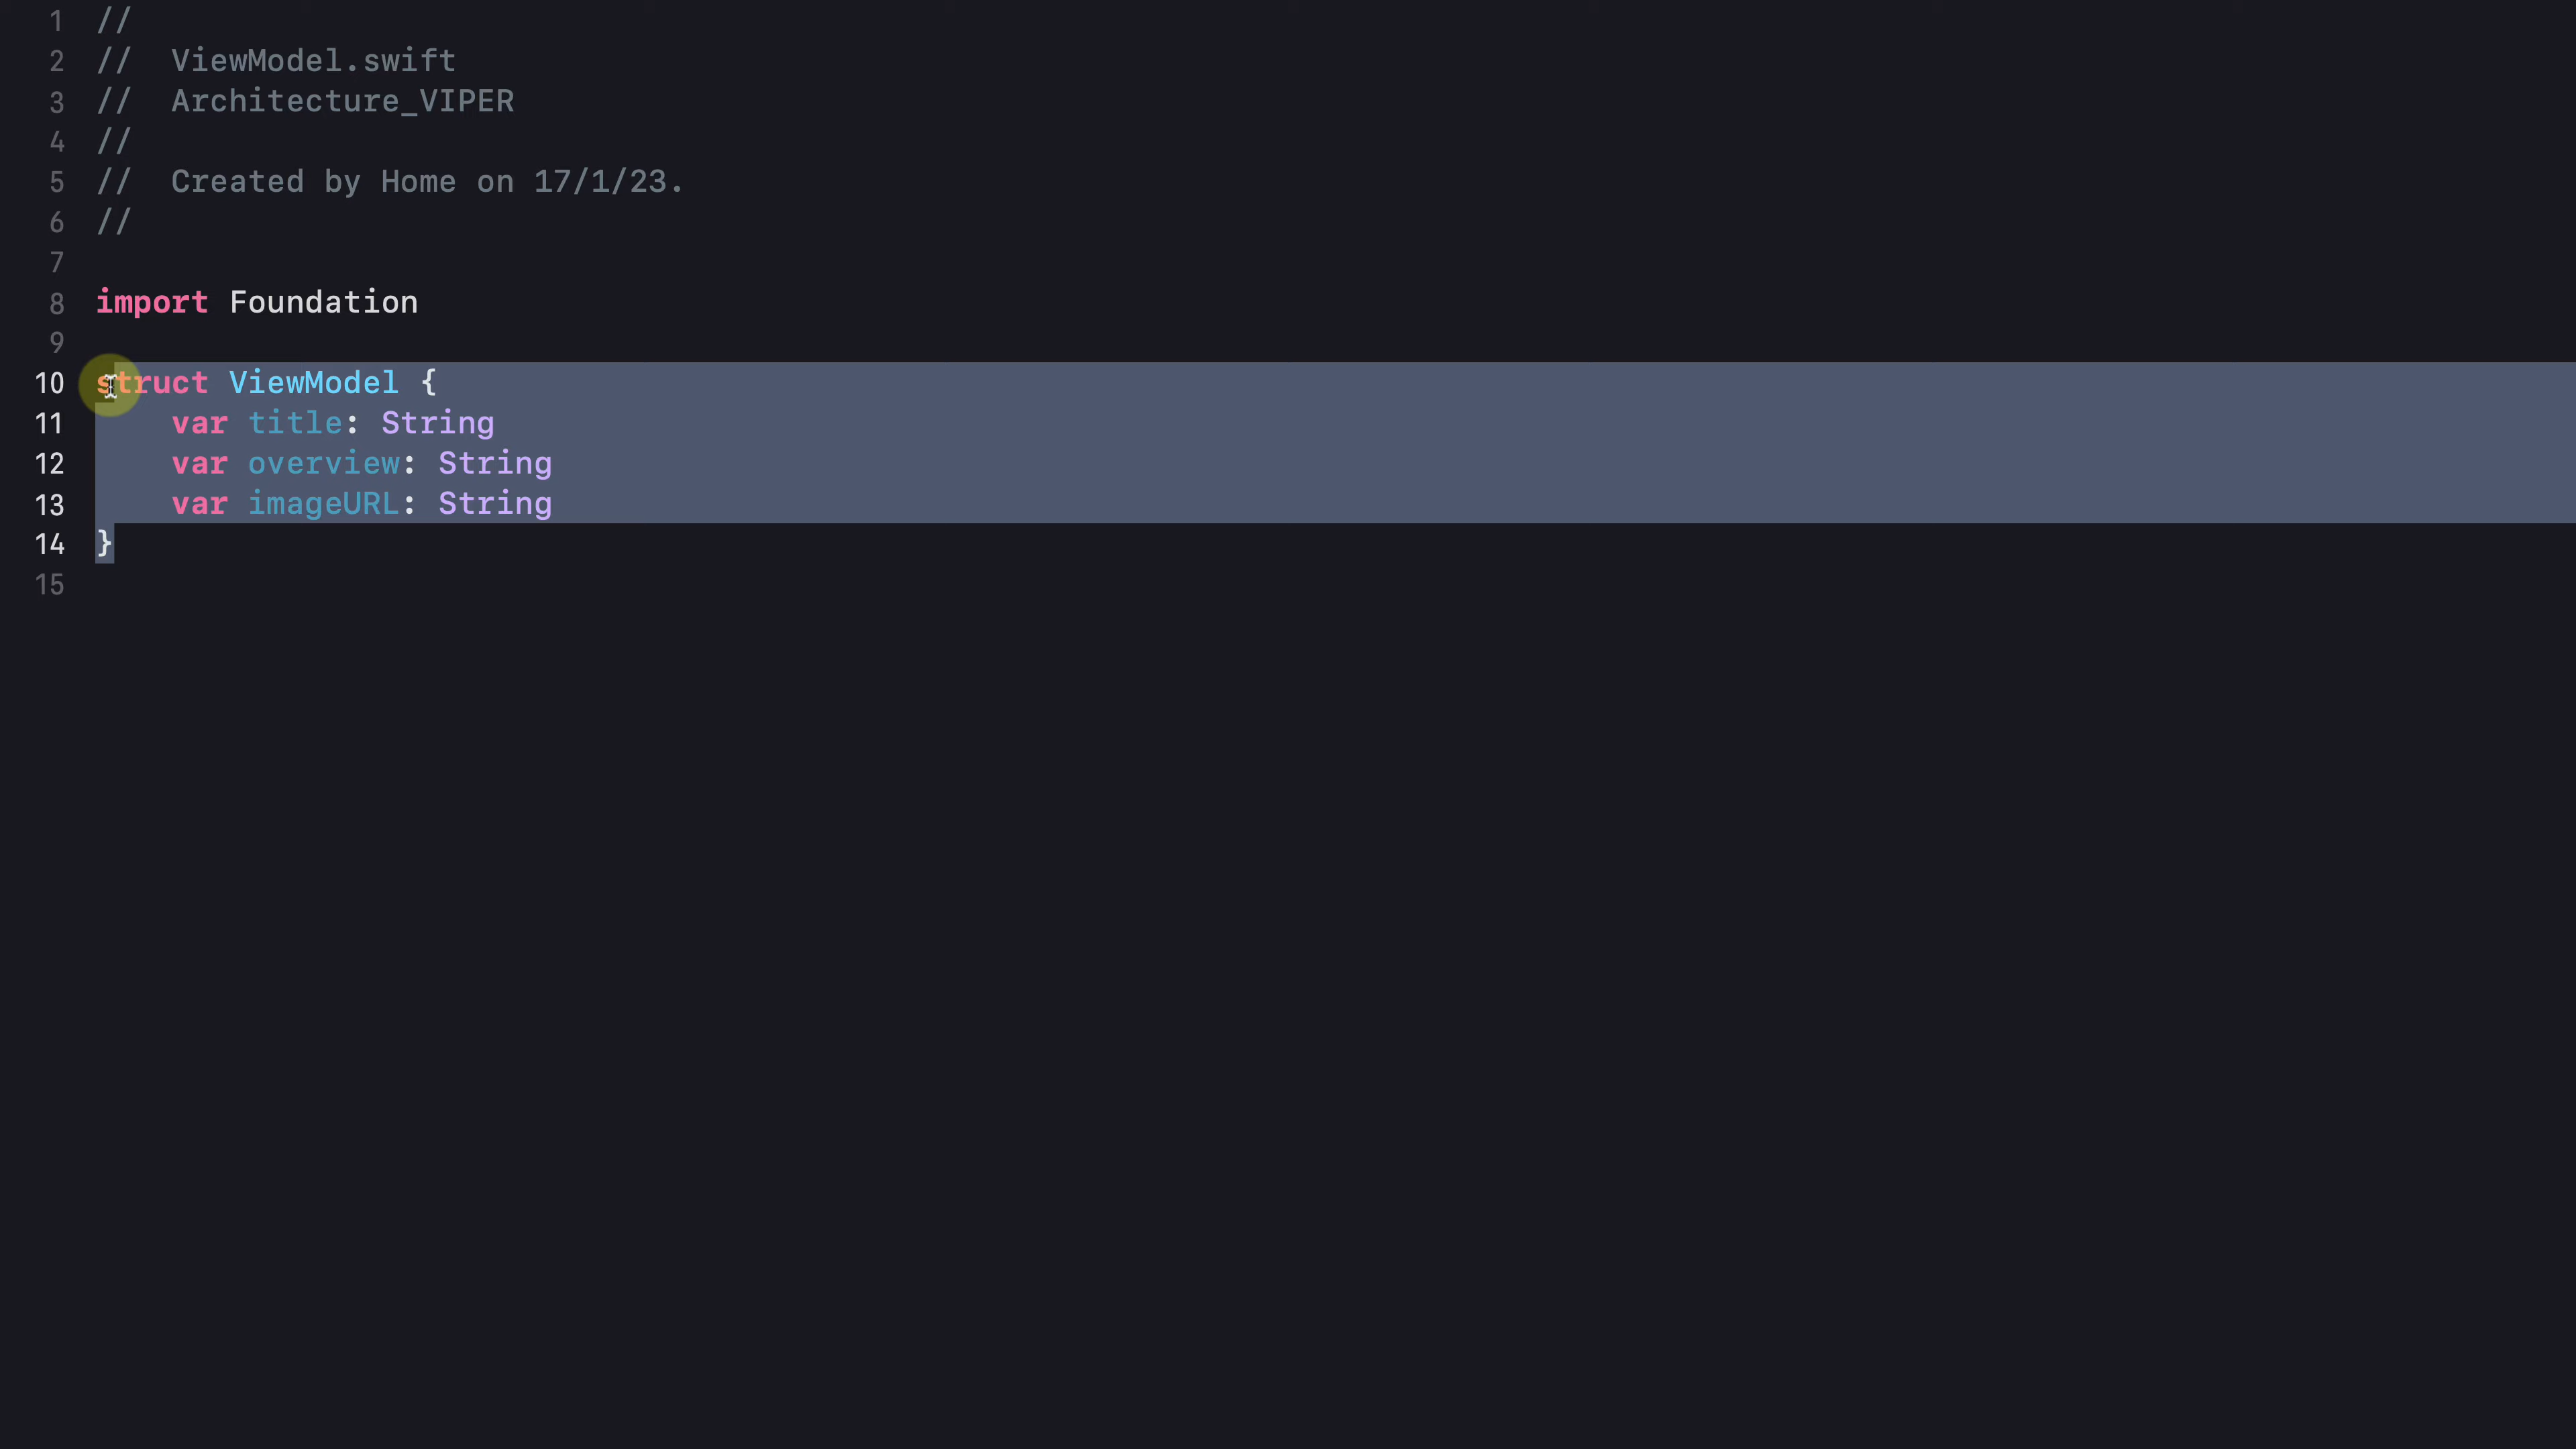 1 //
2 //  ViewModel.swift
3 //  Architecture_VIPER
4 //
5 //  Created by Home on 17/1/23.
6 //
7
8 import Foundation
9
10 struct ViewModel {
11     var title: String
12     var overview: String
13     var imageURL: String
14 }
15